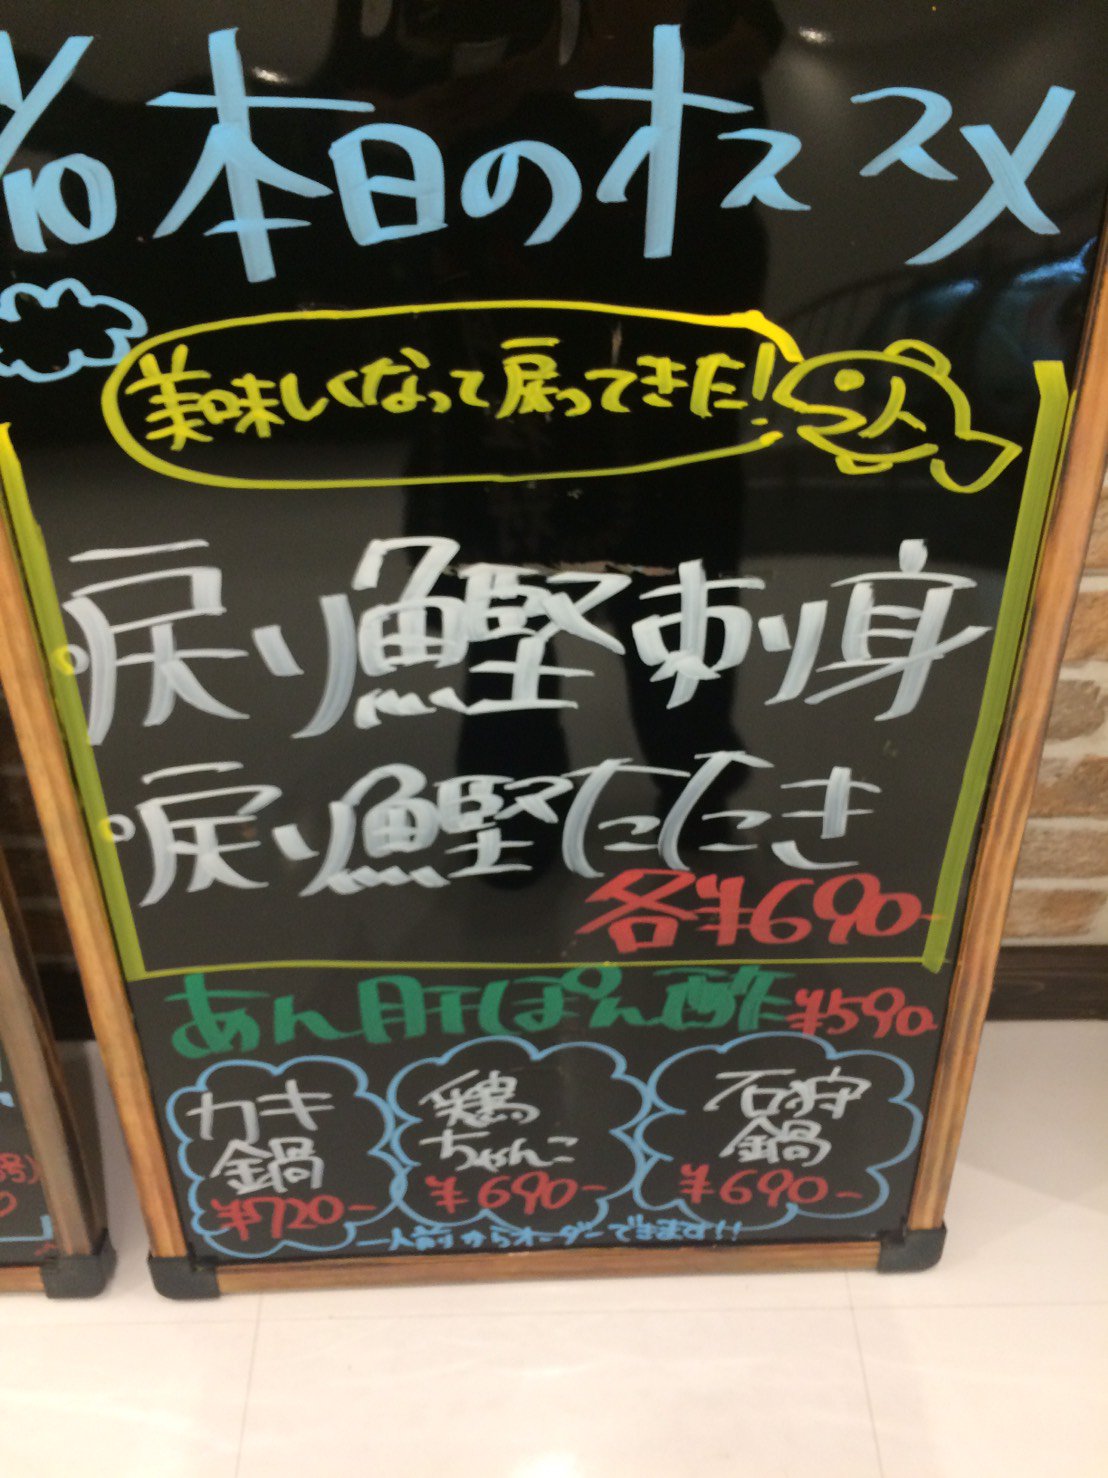 本日のオススメ
美味しくなって戻ってきた!
戻り鰹刺身
戻り鰹たたき
各¥690-
あん肝ぽん酢¥590
カキ
鍋
¥720-
鶏
ちゃんこ
¥690-
石狩
鍋
¥690-
一人前からオーダーできます!!